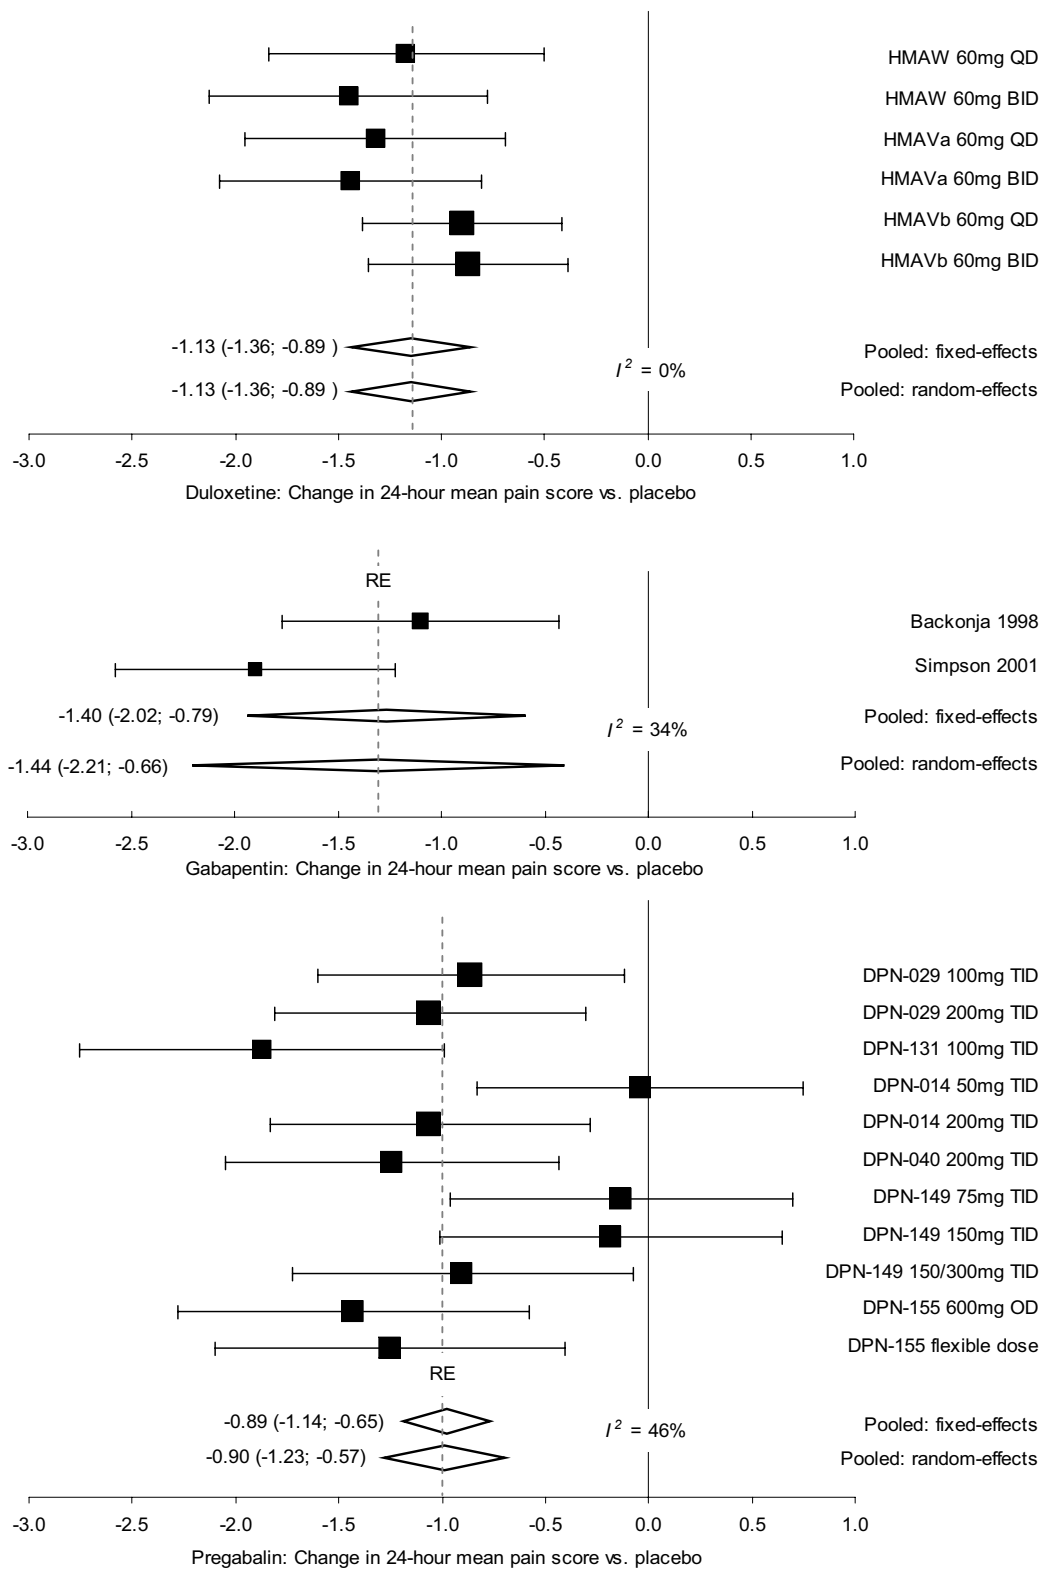 HMAW 60mg QD
HMAW 60mg BID
HMAVa 60mg QD
HMAVa 60mg BID
HMAVb 60mg QD
HMAVb 60mg BID
-1.13 (-1.36; -0.89 ) Pooled: fixed-effects
I² = 0%
-1.13 (-1.36; -0.89 ) Pooled: random-effects
-3.0 -2.5 -2.0 -1.5 -1.0 -0.5 0.0 0.5 1.0
Duloxetine: Change in 24-hour mean pain score vs. placebo
RE
Backonja 1998
Simpson 2001
-1.40 (-2.02; -0.79) Pooled: fixed-effects
I² = 34%
-1.44 (-2.21; -0.66) Pooled: random-effects
-3.0 -2.5 -2.0 -1.5 -1.0 -0.5 0.0 0.5 1.0
Gabapentin: Change in 24-hour mean pain score vs. placebo
DPN-029 100mg TID
DPN-029 200mg TID
DPN-131 100mg TID
DPN-014 50mg TID
DPN-014 200mg TID
DPN-040 200mg TID
DPN-149 75mg TID
DPN-149 150mg TID
DPN-149 150/300mg TID
DPN-155 600mg OD
DPN-155 flexible dose
RE
-0.89 (-1.14; -0.65) Pooled: fixed-effects
I² = 46%
-0.90 (-1.23; -0.57) Pooled: random-effects
-3.0 -2.5 -2.0 -1.5 -1.0 -0.5 0.0 0.5 1.0
Pregabalin: Change in 24-hour mean pain score vs. placebo